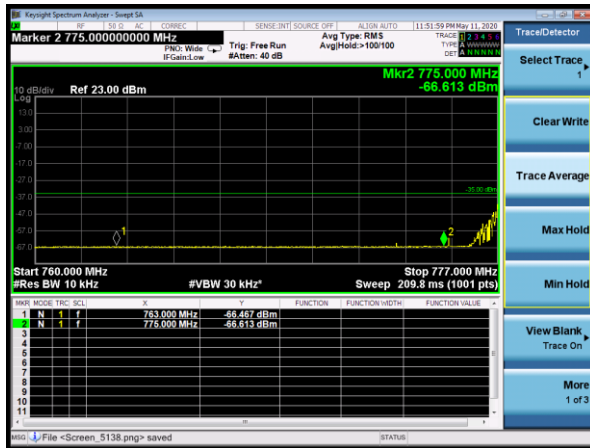 Keysight Spectrum Analyzer - Swept SA
RF 50 Ω AC CORREC SENSE:INT SOURCE OFF ALIGN AUTO 11:51:59 PM May 11, 2020
Marker 2 775.000000000 MHz
PNO: Wide
IFGain:Low
Trig: Free Run
#Atten: 40 dB
Avg Type: RMS
Avg|Hold:>100/100
TRACE 1 2 3 4 5 6
TYPE A WWWWW
DET A N N N N N
Trace/Detector
Mkr2 775.000 MHz
-66.613 dBm
10 dB/div
Log
Ref 23.00 dBm
13.0
3.00
-7.00
-17.0
-27.0
-37.0
-47.0
-57.0
-67.0
-35.00 dBm
1
2
Start 760.000 MHz
Stop 777.000 MHz
#Res BW 10 kHz
#VBW 30 kHz*
Sweep 209.8 ms (1001 pts)
MKR MODE TRC SCL X Y FUNCTION FUNCTION WIDTH FUNCTION VALUE
1 N 1 f 763.000 MHz -66.467 dBm
2 N 1 f 775.000 MHz -66.613 dBm
3
4
5
6
7
8
9
10
11
MSG File <Screen_5138.png> saved
STATUS
Select Trace
1
Clear Write
Trace Average
Max Hold
Min Hold
View Blank
Trace On
More
1 of 3